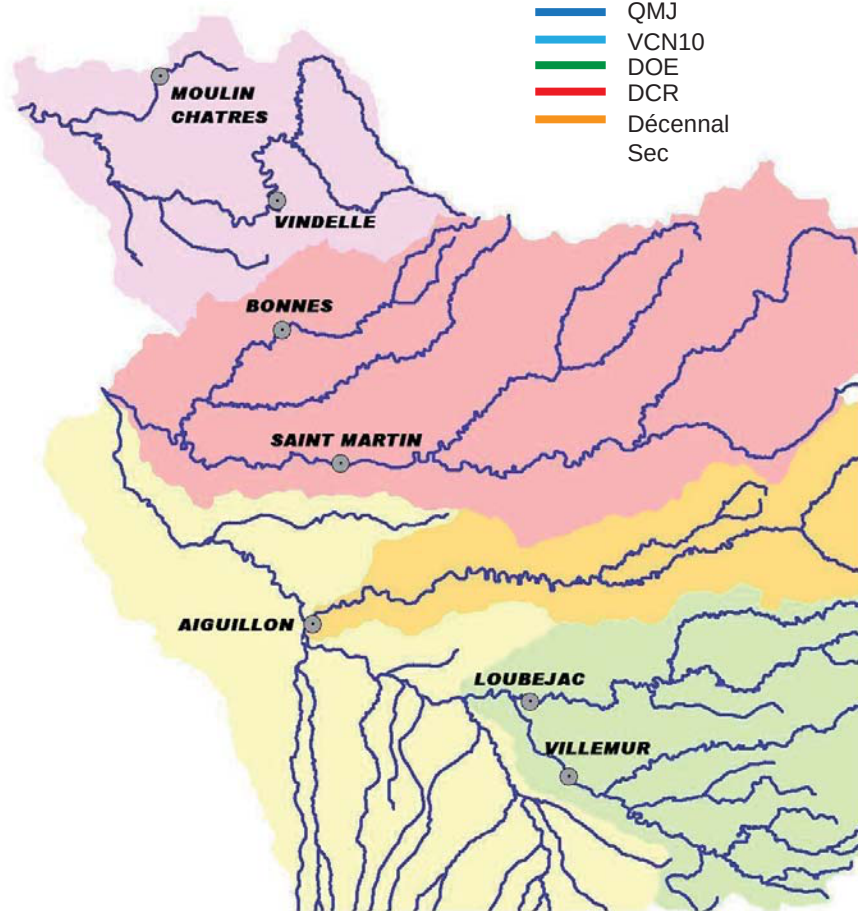 QMJ
VCN10
DOE
DCR
Décennal
Sec
MOULIN
CHATRES
VINDELLE
BONNES
SAINT MARTIN
AIGUILLON
LOUBEJAC
VILLEMUR